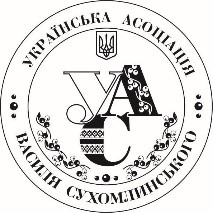 УКРАЇНСЬКА АСОЦІАЦІЯ
УАС
ВАСИЛЯ СУХОМЛИНСЬКОГО